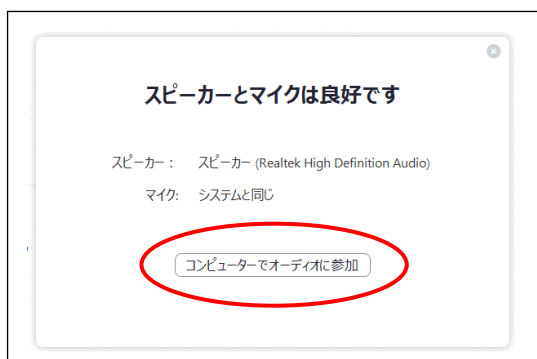 スピーカーとマイクは良好です
スピーカー： スピーカー (Realtek High Definition Audio)
マイク: システムと同じ
コンピューターでオーディオに参加